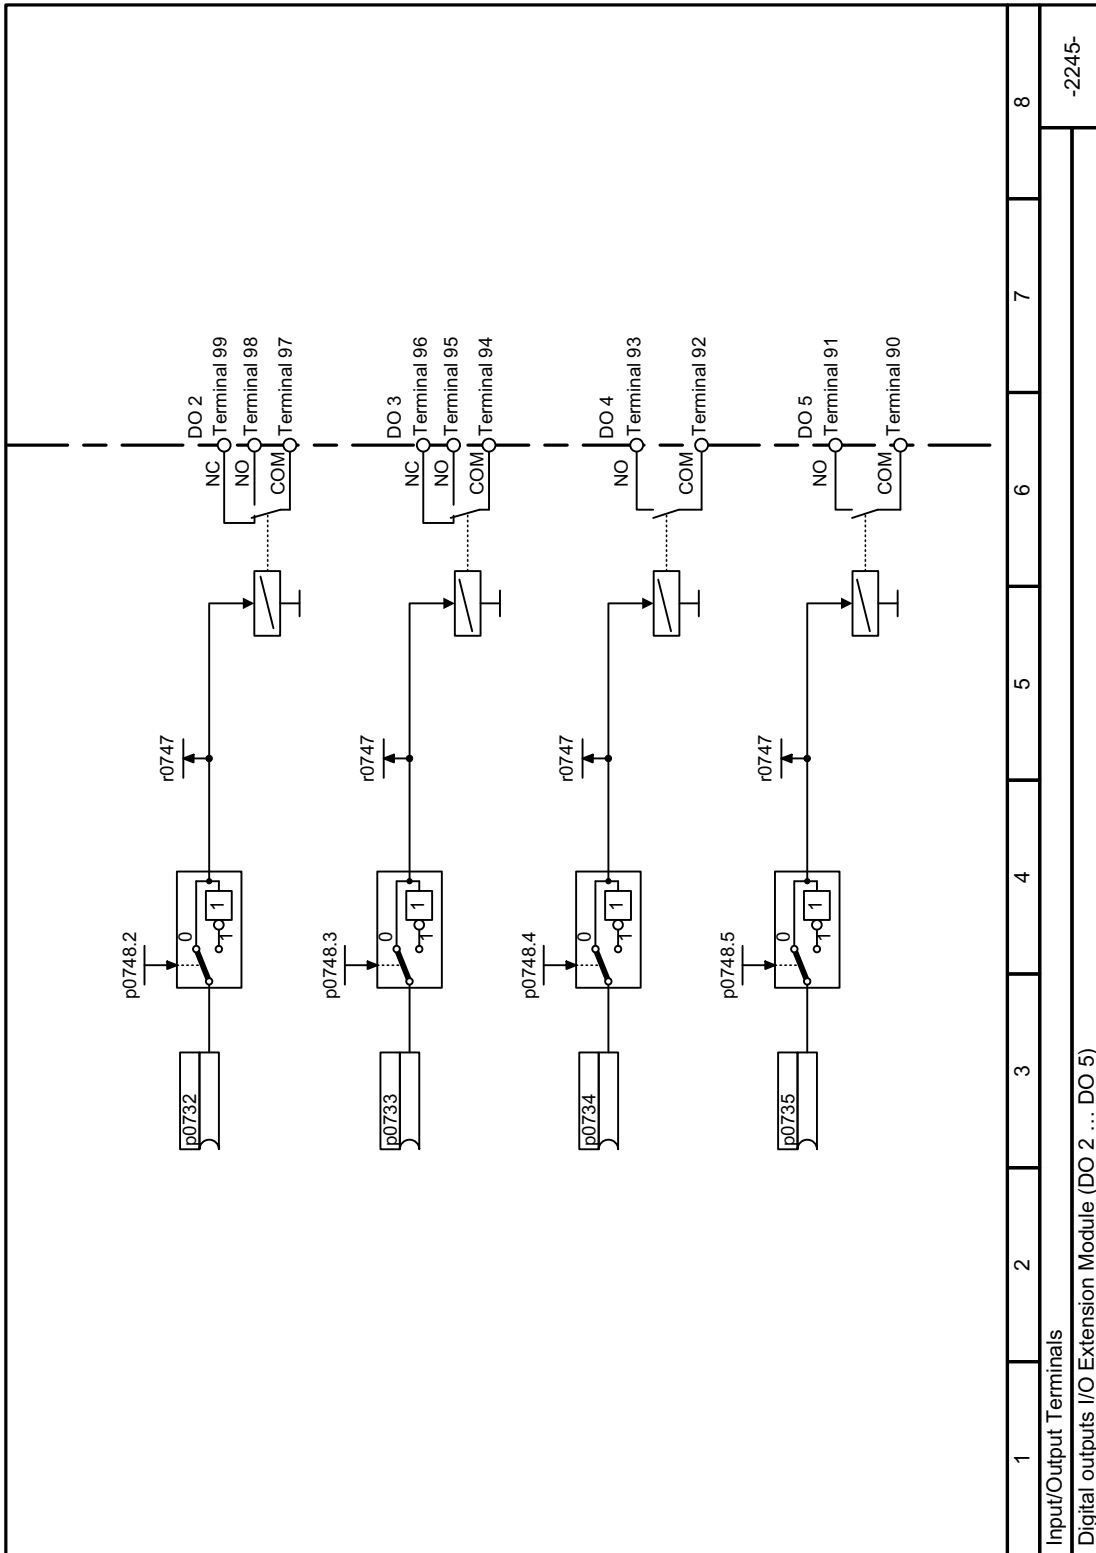 p0732
p0748.2
0
1
1
r0747
DO 2
NC
Terminal 99
NO
Terminal 98
COM
Terminal 97
p0733
p0748.3
0
1
1
r0747
DO 3
NC
Terminal 96
NO
Terminal 95
COM
Terminal 94
p0734
p0748.4
0
1
1
r0747
DO 4
NO
Terminal 93
COM
Terminal 92
p0735
p0748.5
0
1
1
r0747
DO 5
NO
Terminal 91
COM
Terminal 90
1 2 3 4 5 6 7 8
Input/Output Terminals
Digital outputs I/O Extension Module (DO 2 ... DO 5)
-2245-